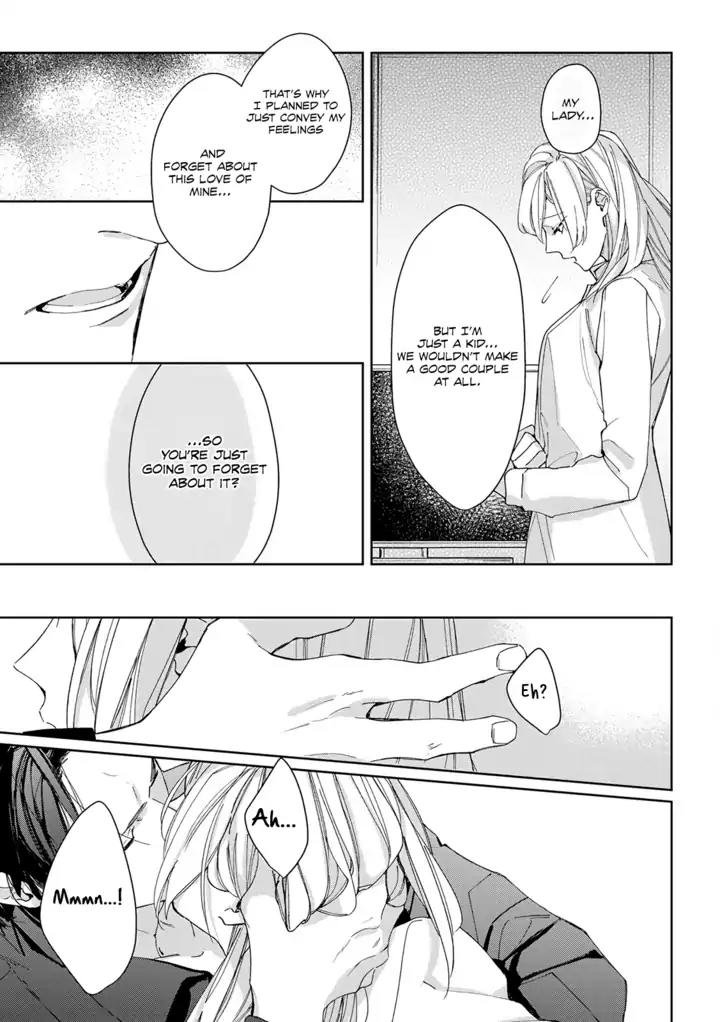 MY
LADY...
BUT I'M
JUST A KID...
WE WOULDN'T MAKE
A GOOD COUPLE
AT ALL.
THAT'S WHY
I PLANNED TO
JUST CONVEY MY
FEELINGS
AND
FORGET ABOUT
THIS LOVE OF
MINE...
...SO
YOU'RE JUST
GOING TO FORGET
ABOUT IT?
Eh?
Ah...
Mmmn...!